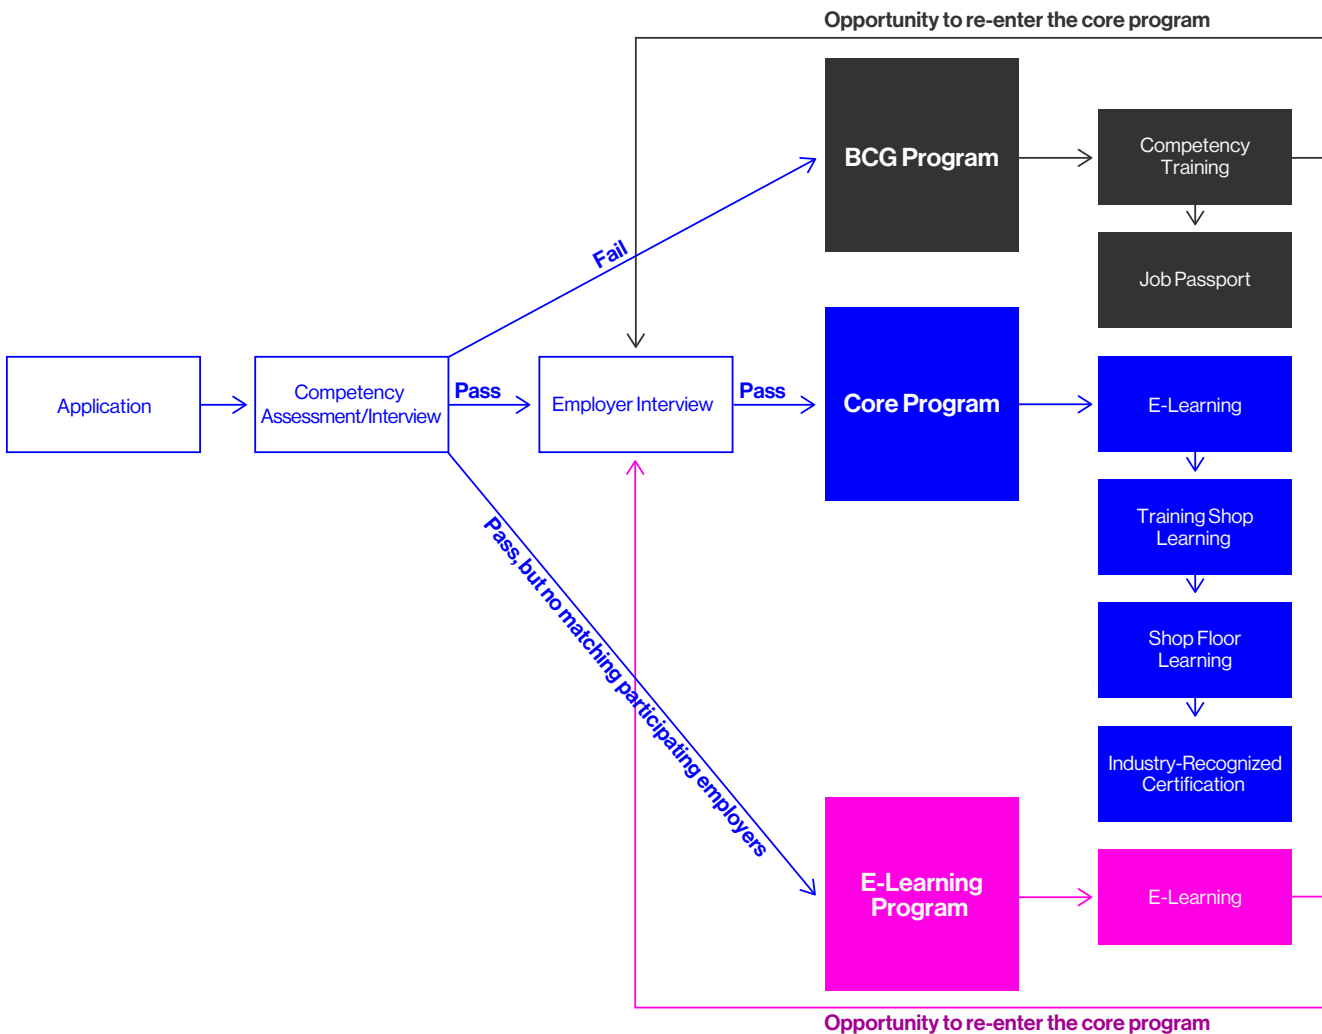 Opportunity to re-enter the core program
BCG Program
Competency
Training
Job Passport
Fail
Application
Competency
Assessment/Interview
Pass
Employer Interview
Pass
Core Program
E-Learning
Training Shop
Learning
Shop Floor
Learning
Industry-Recognized
Certification
Pass, but no matching participating employers
E-Learning
Program
E-Learning
Opportunity to re-enter the core program